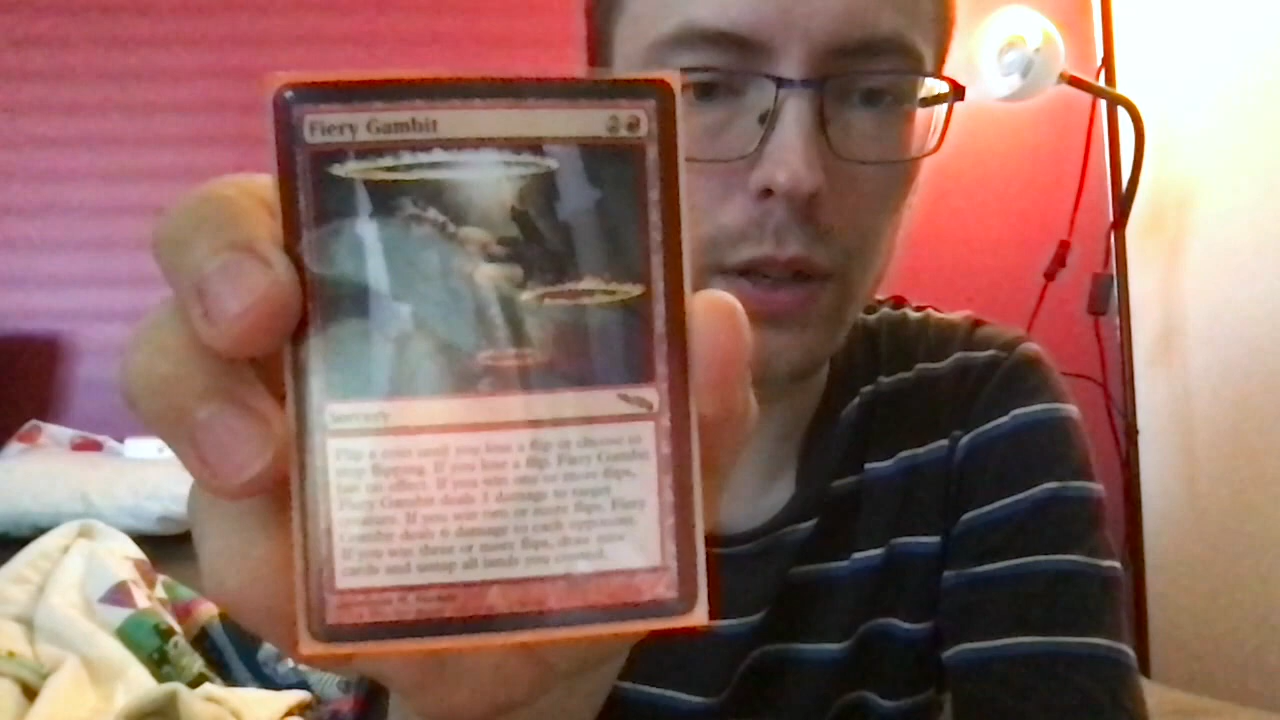 Fiery Gambit 2
Sorcery
Flip a coin until you lose a flip or choose to
stop flipping. If you lose a flip, Fiery Gambit
has no effect. If you win one or more flips,
Fiery Gambit deals 3 damage to target
creature. If you win two or more flips, Fiery
Gambit deals 6 damage to each opponent.
If you win three or more flips, draw nine
cards and untap all lands you control.